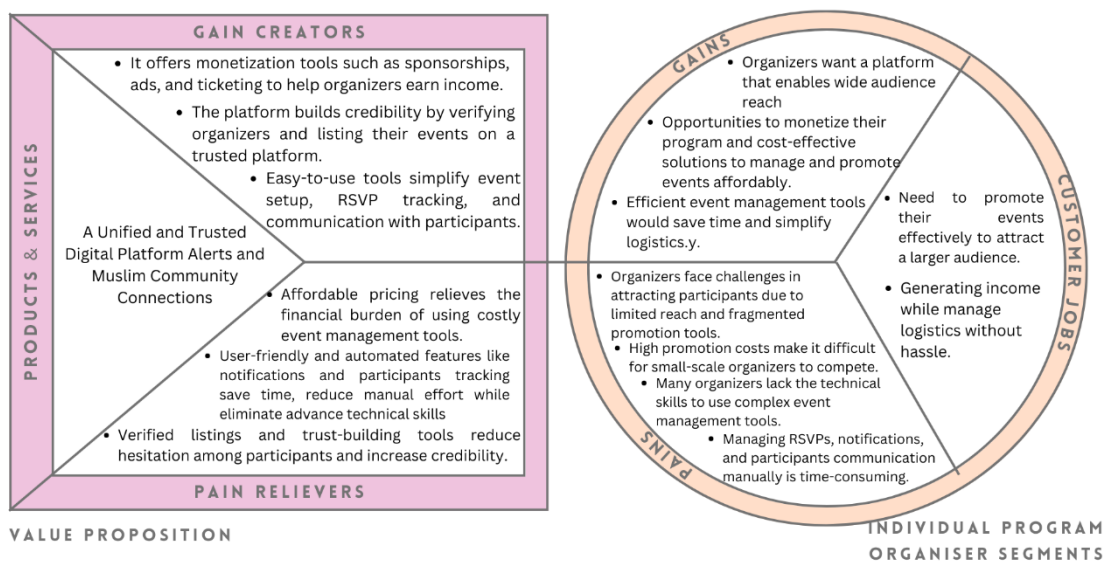 GAIN CREATORS
• It offers monetization tools such as sponsorships,
ads, and ticketing to help organizers earn income.
• The platform builds credibility by verifying
organizers and listing their events on a
trusted platform.
• Easy-to-use tools simplify event
setup, RSVP tracking, and
communication with participants.
PRODUCTS & SERVICES
A Unified and Trusted
Digital Platform Alerts and
Muslim Community
Connections
• Affordable pricing relieves the
financial burden of using costly
event management tools.
• User-friendly and automated features like
notifications and participants tracking
save time, reduce manual effort while
eliminate advance technical skills
• Verified listings and trust-building tools reduce
hesitation among participants and increase credibility.
PAIN RELIEVERS
VALUE PROPOSITION
GAINS
• Organizers want a platform
that enables wide audience
reach
• Opportunities to monetize their
program and cost-effective
solutions to manage and promote
events affordably.
• Efficient event management tools
would save time and simplify
logistics.y.
CUSTOMER JOBS
• Need to promote
their events
effectively to attract
a larger audience.
• Generating income
while manage
logistics without
hassle.
• Organizers face challenges in
attracting participants due to
limited reach and fragmented
promotion tools.
• High promotion costs make it difficult
for small-scale organizers to compete.
• Many organizers lack the technical
skills to use complex event
management tools.
• Managing RSVPs, notifications,
and participants communication
manually is time-consuming.
PAINS
INDIVIDUAL PROGRAM
ORGANISER SEGMENTS